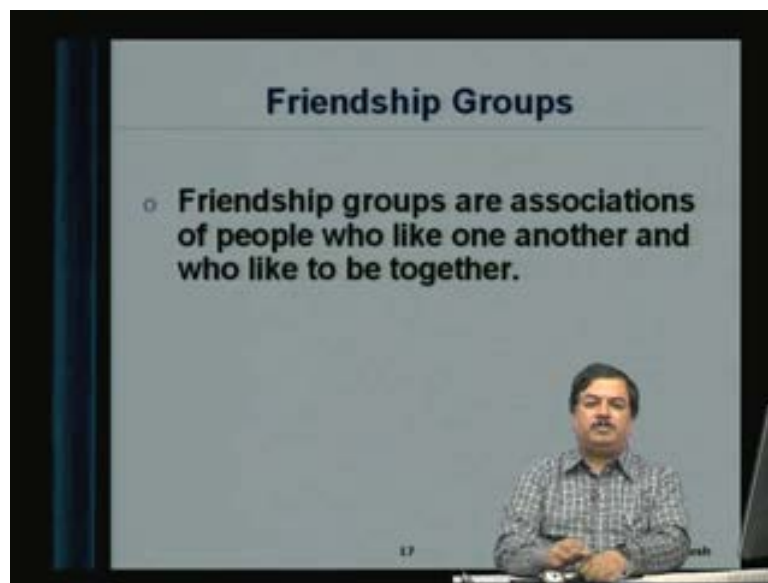 Friendship Groups
o Friendship groups are associations
of people who like one another and
who like to be together.
17